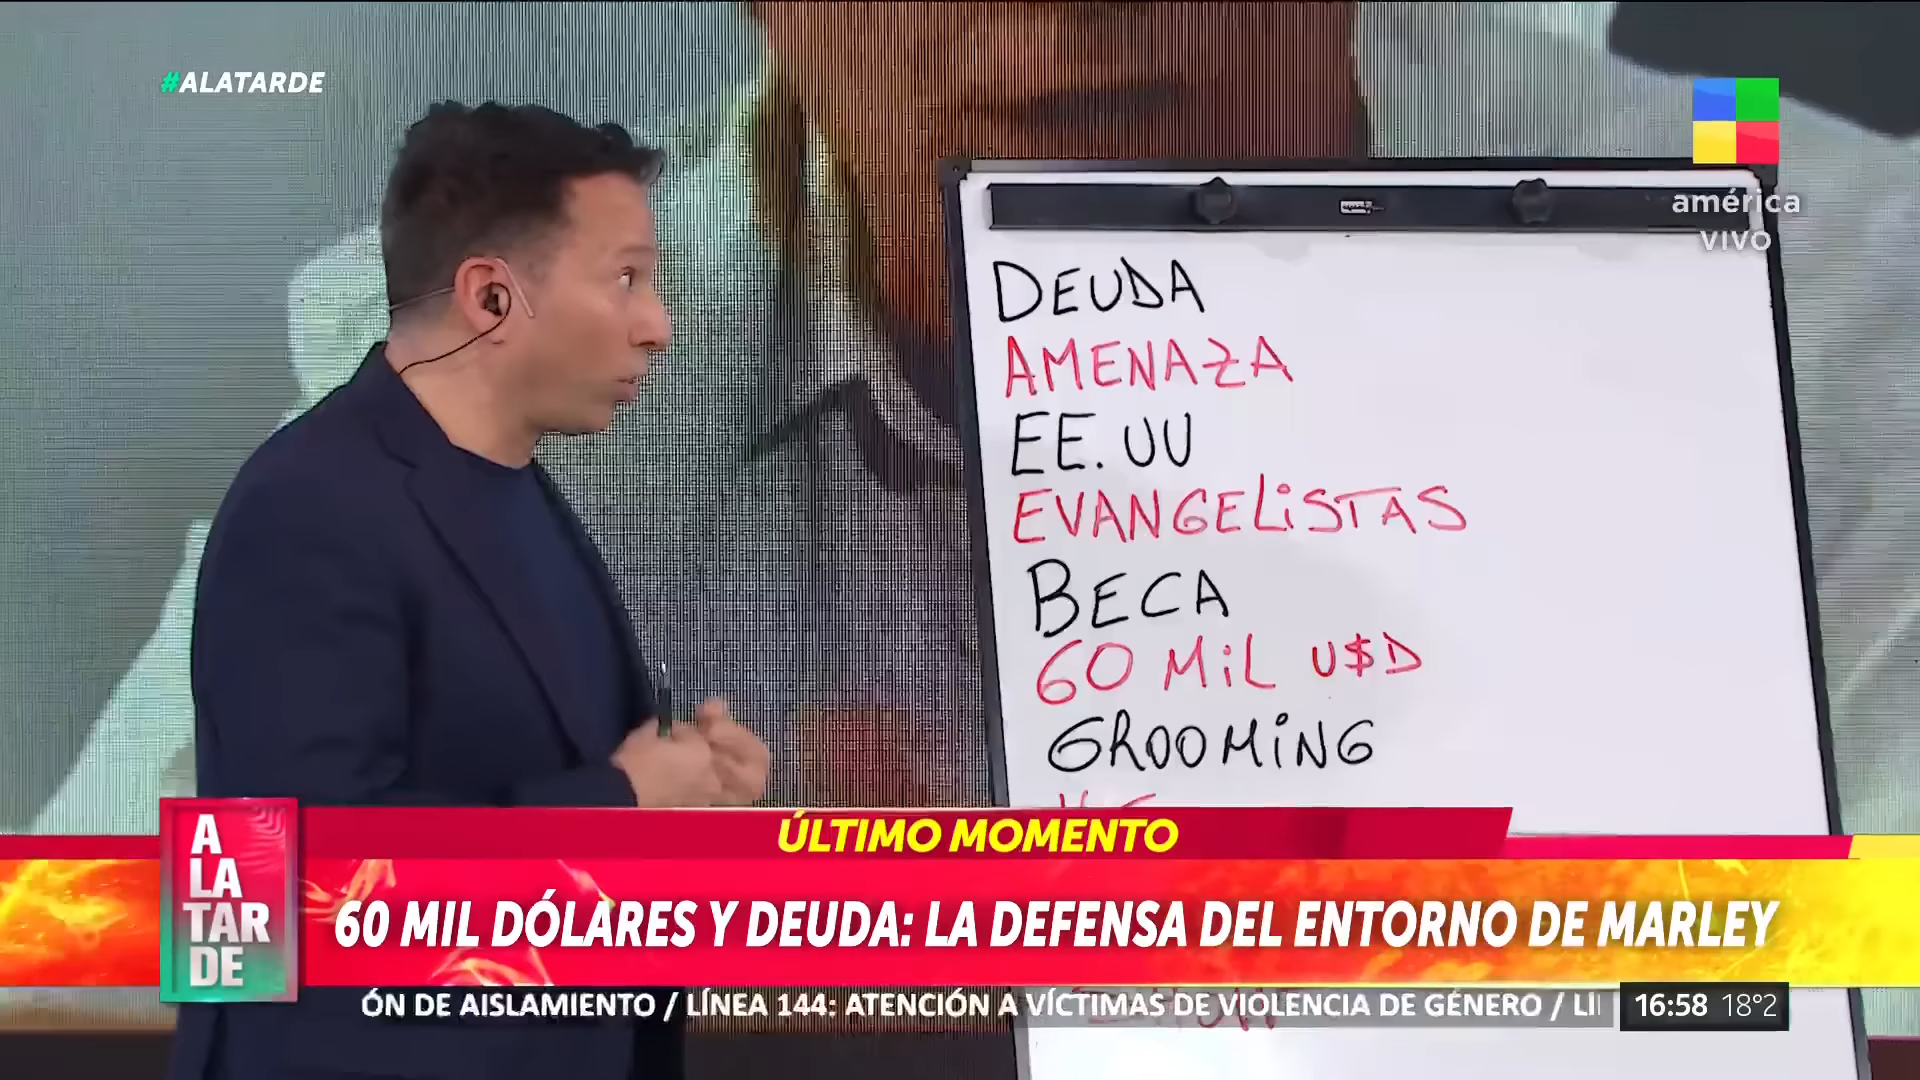 #ALATARDE
américa
VIVO
DEUDA
AMENAZA
EE.UU
EVANGELISTAS
BECA
60 MIL U$D
GROOMING
ÚLTIMO MOMENTO
A
LA
TAR
DE
60 MIL DÓLARES Y DEUDA: LA DEFENSA DEL ENTORNO DE MARLEY
ÓN DE AISLAMIENTO / LÍNEA 144: ATENCIÓN A VÍCTIMAS DE VIOLENCIA DE GÉNERO / LÍ
16:58 18°2